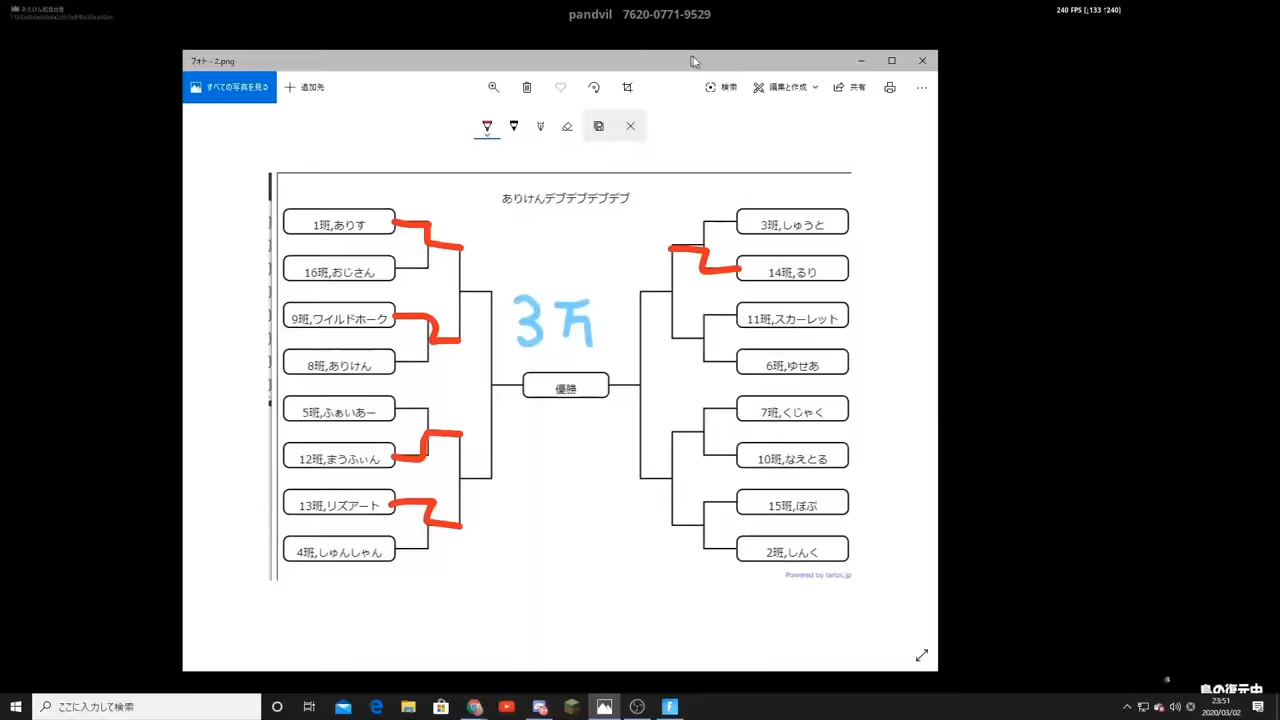 pandvil 7620-0771-9529
240 FPS
フォト - 2.png
すべての写真を見る
追加先
検索
編集と作成
共有
ありけんデブデブデブデブ
1班,ありす
16班,おじさん
9班,ワイルドホーク
8班,ありけん
5班,ふぁいあー
12班,まうふぃん
13班,リズアート
4班,しゅんしゃん
3万
優勝
3班,しゅうと
14班,るり
11班,スカーレット
6班,ゆせあ
7班,くじゃく
10班,なえとる
15班,ぼぶ
2班,しんく
Powered by
島の復元中
ここに入力して検索
23:51
2020/03/02